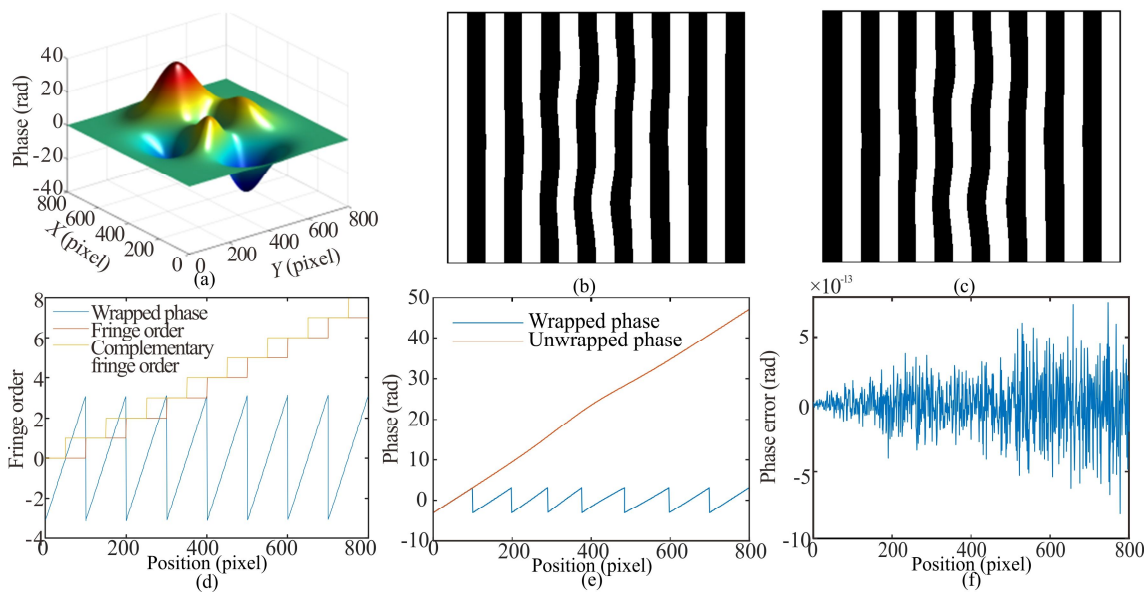 40
20
0
-20
-40
Phase (rad)
800
600
400
200
0
X (pixel)
0
200
400
600
800
Y (pixel)
(a)
(b)
(c)
8
6
4
2
0
-2
-4
Fringe order
Wrapped phase
Fringe order
Complementary
fringe order
0
200
400
600
800
Position (pixel)
(d)
50
40
30
20
10
0
-10
Phase (rad)
Wrapped phase
Unwrapped phase
0
200
400
600
800
Position (pixel)
(e)
×10-13
5
0
-5
-10
Phase error (rad)
0
200
400
600
800
Position (pixel)
(f)